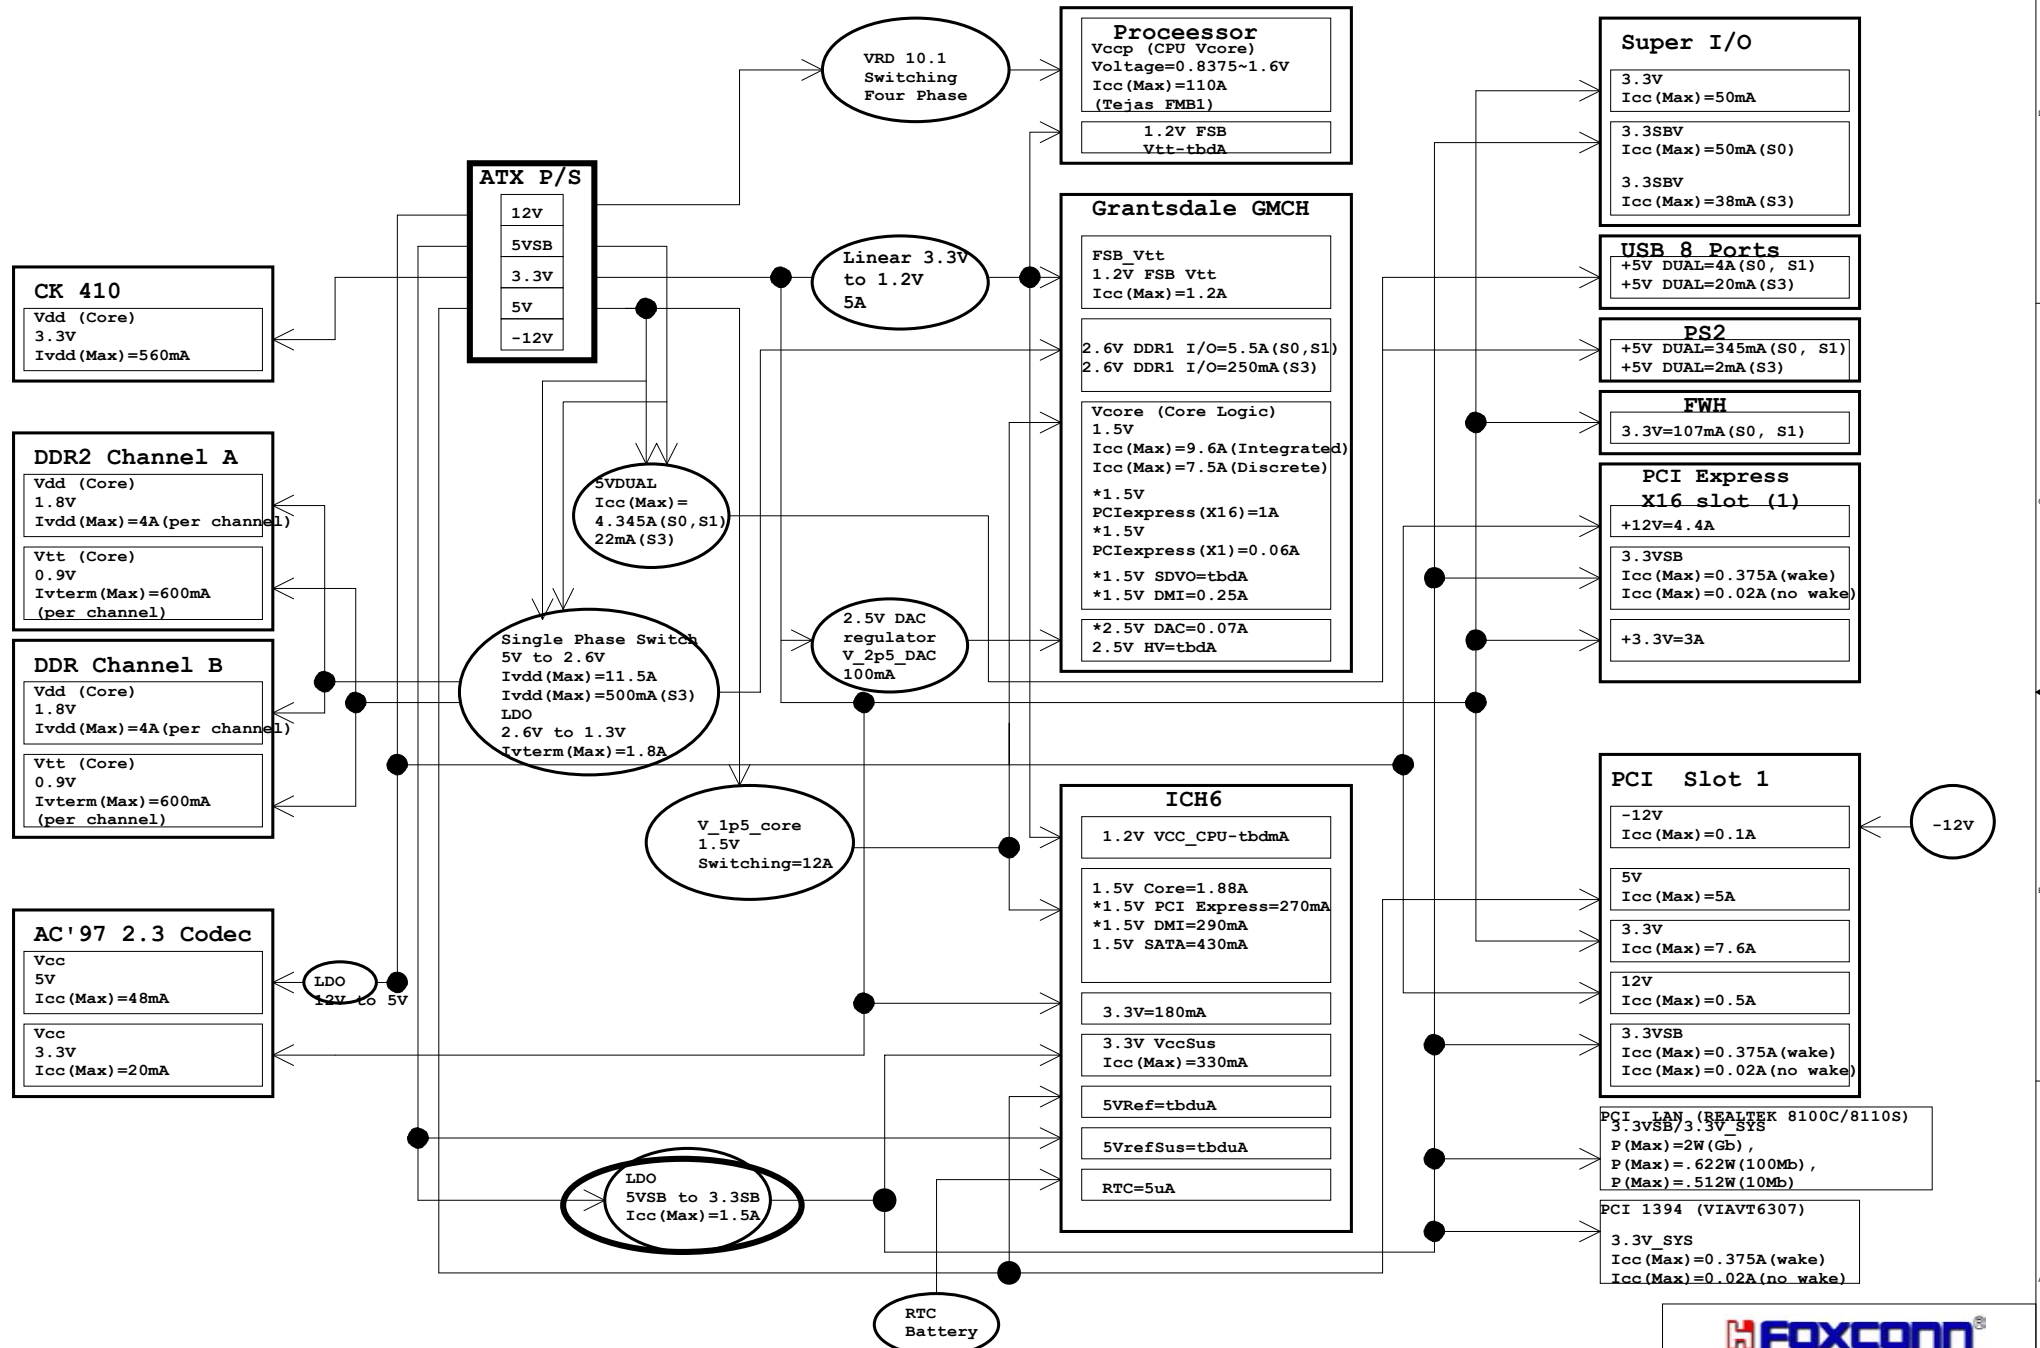 VRD 10.1
Switching
Four Phase
Proceessor
Vccp (CPU Vcore)
Voltage=0.8375~1.6V
Icc(Max)=110A
(Tejas FMB1)
1.2V FSB
Vtt-tbdA
Super I/O
3.3V
Icc(Max)=50mA
3.3SBV
Icc(Max)=50mA(S0)
3.3SBV
Icc(Max)=38mA(S3)
ATX P/S
12V
5VSB
3.3V
5V
-12V
Linear 3.3V
to 1.2V
5A
Grantsdale GMCH
FSB_Vtt
1.2V FSB Vtt
Icc(Max)=1.2A
2.6V DDR1 I/O=5.5A(S0,S1)
2.6V DDR1 I/O=250mA(S3)
Vcore (Core Logic)
1.5V
Icc(Max)=9.6A(Integrated)
Icc(Max)=7.5A(Discrete)
*1.5V
PCIexpress(X16)=1A
*1.5V
PCIexpress(X1)=0.06A
*1.5V SDVO=tbdA
*1.5V DMI=0.25A
*2.5V DAC=0.07A
2.5V HV=tbdA
USB 8 Ports
+5V DUAL=4A(S0, S1)
+5V DUAL=20mA(S3)
PS2
+5V DUAL=345mA(S0, S1)
+5V DUAL=2mA(S3)
FWH
3.3V=107mA(S0, S1)
PCI Express
X16 slot (1)
+12V=4.4A
3.3VSB
Icc(Max)=0.375A(wake)
Icc(Max)=0.02A(no wake)
+3.3V=3A
CK 410
Vdd (Core)
3.3V
Ivdd(Max)=560mA
DDR2 Channel A
Vdd (Core)
1.8V
Ivdd(Max)=4A(per channel)
Vtt (Core)
0.9V
Ivterm(Max)=600mA
(per channel)
DDR Channel B
Vdd (Core)
1.8V
Ivdd(Max)=4A(per channel)
Vtt (Core)
0.9V
Ivterm(Max)=600mA
(per channel)
5VDUAL
Icc(Max)=
4.345A(S0,S1)
22mA(S3)
Single Phase Switch
5V to 2.6V
Ivdd(Max)=11.5A
Ivdd(Max)=500mA(S3)
LDO
2.6V to 1.3V
Ivterm(Max)=1.8A
2.5V DAC
regulator
V_2p5_DAC
100mA
V_1p5_core
1.5V
Switching=12A
AC'97 2.3 Codec
Vcc
5V
Icc(Max)=48mA
Vcc
3.3V
Icc(Max)=20mA
LDO
12V to 5V
LDO
5VSB to 3.3SB
Icc(Max)=1.5A
RTC
Battery
ICH6
1.2V VCC_CPU-tbdmA
1.5V Core=1.88A
*1.5V PCI Express=270mA
*1.5V DMI=290mA
1.5V SATA=430mA
3.3V=180mA
3.3V VccSus
Icc(Max)=330mA
5VRef=tbduA
5VrefSus=tbduA
RTC=5uA
PCI  Slot 1
-12V
Icc(Max)=0.1A
5V
Icc(Max)=5A
3.3V
Icc(Max)=7.6A
12V
Icc(Max)=0.5A
3.3VSB
Icc(Max)=0.375A(wake)
Icc(Max)=0.02A(no wake)
-12V
PCI  LAN (REALTEK 8100C/8110S)
3.3VSB/3.3V_SYS
P(Max)=2W(Gb),
P(Max)=.622W(100Mb),
P(Max)=.512W(10Mb)
PCI 1394 (VIAVT6307)
3.3V_SYS
Icc(Max)=0.375A(wake)
Icc(Max)=0.02A(no wake)
FOXCONN®